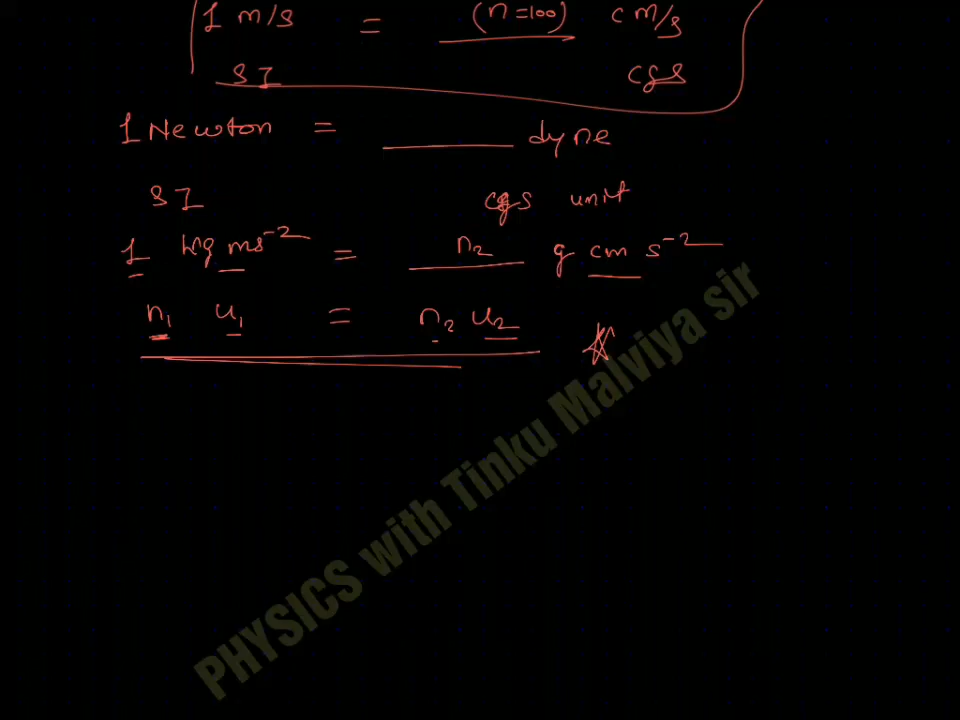 1 m/s = (n=100) cm/s
SI cgs
1 Newton = dyne
SI cgs unit
1 kg ms⁻² = n₂ g cm s⁻²
n₁ u₁ = n₂ u₂
PHYSICS with Tinku Malviya sir